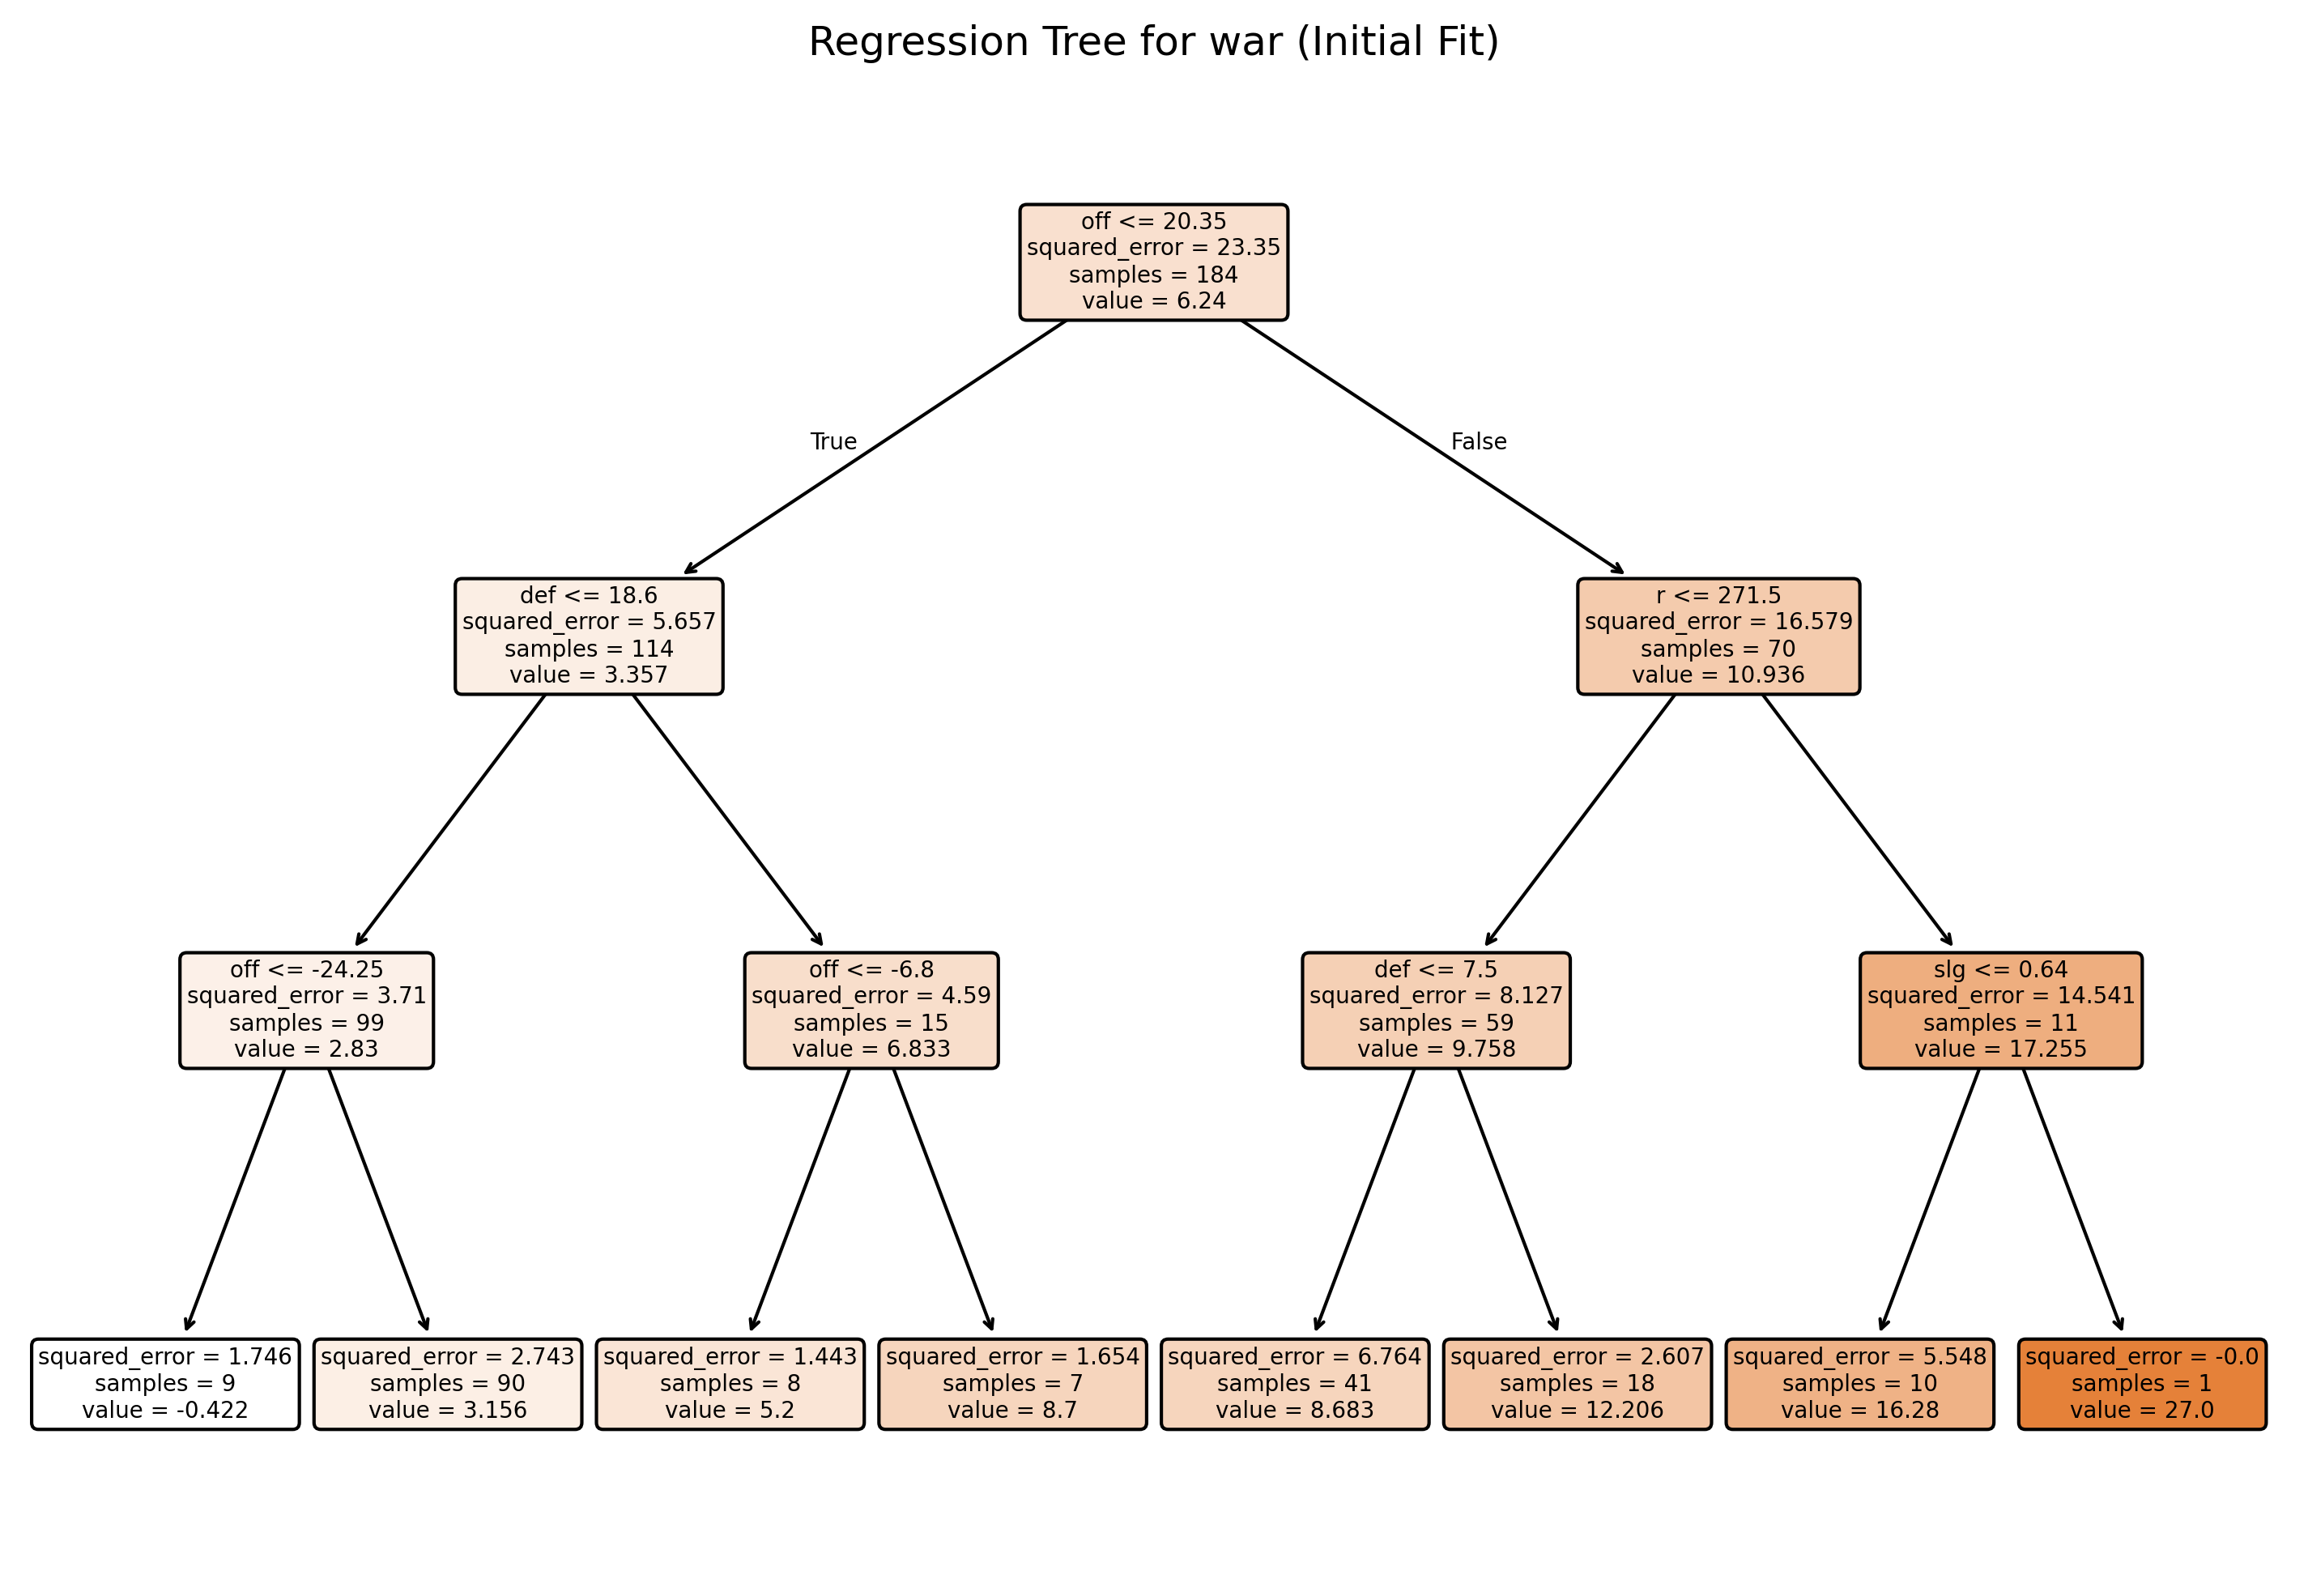 Regression Tree for war (Initial Fit)
off <= 20.35
squared_error = 23.35
samples = 184
value = 6.24
True
False
def <= 18.6
squared_error = 5.657
samples = 114
value = 3.357
r <= 271.5
squared_error = 16.579
samples = 70
value = 10.936
off <= -24.25
squared_error = 3.71
samples = 99
value = 2.83
off <= -6.8
squared_error = 4.59
samples = 15
value = 6.833
def <= 7.5
squared_error = 8.127
samples = 59
value = 9.758
slg <= 0.64
squared_error = 14.541
samples = 11
value = 17.255
squared_error = 1.746
samples = 9
value = -0.422
squared_error = 2.743
samples = 90
value = 3.156
squared_error = 1.443
samples = 8
value = 5.2
squared_error = 1.654
samples = 7
value = 8.7
squared_error = 6.764
samples = 41
value = 8.683
squared_error = 2.607
samples = 18
value = 12.206
squared_error = 5.548
samples = 10
value = 16.28
squared_error = -0.0
samples = 1
value = 27.0